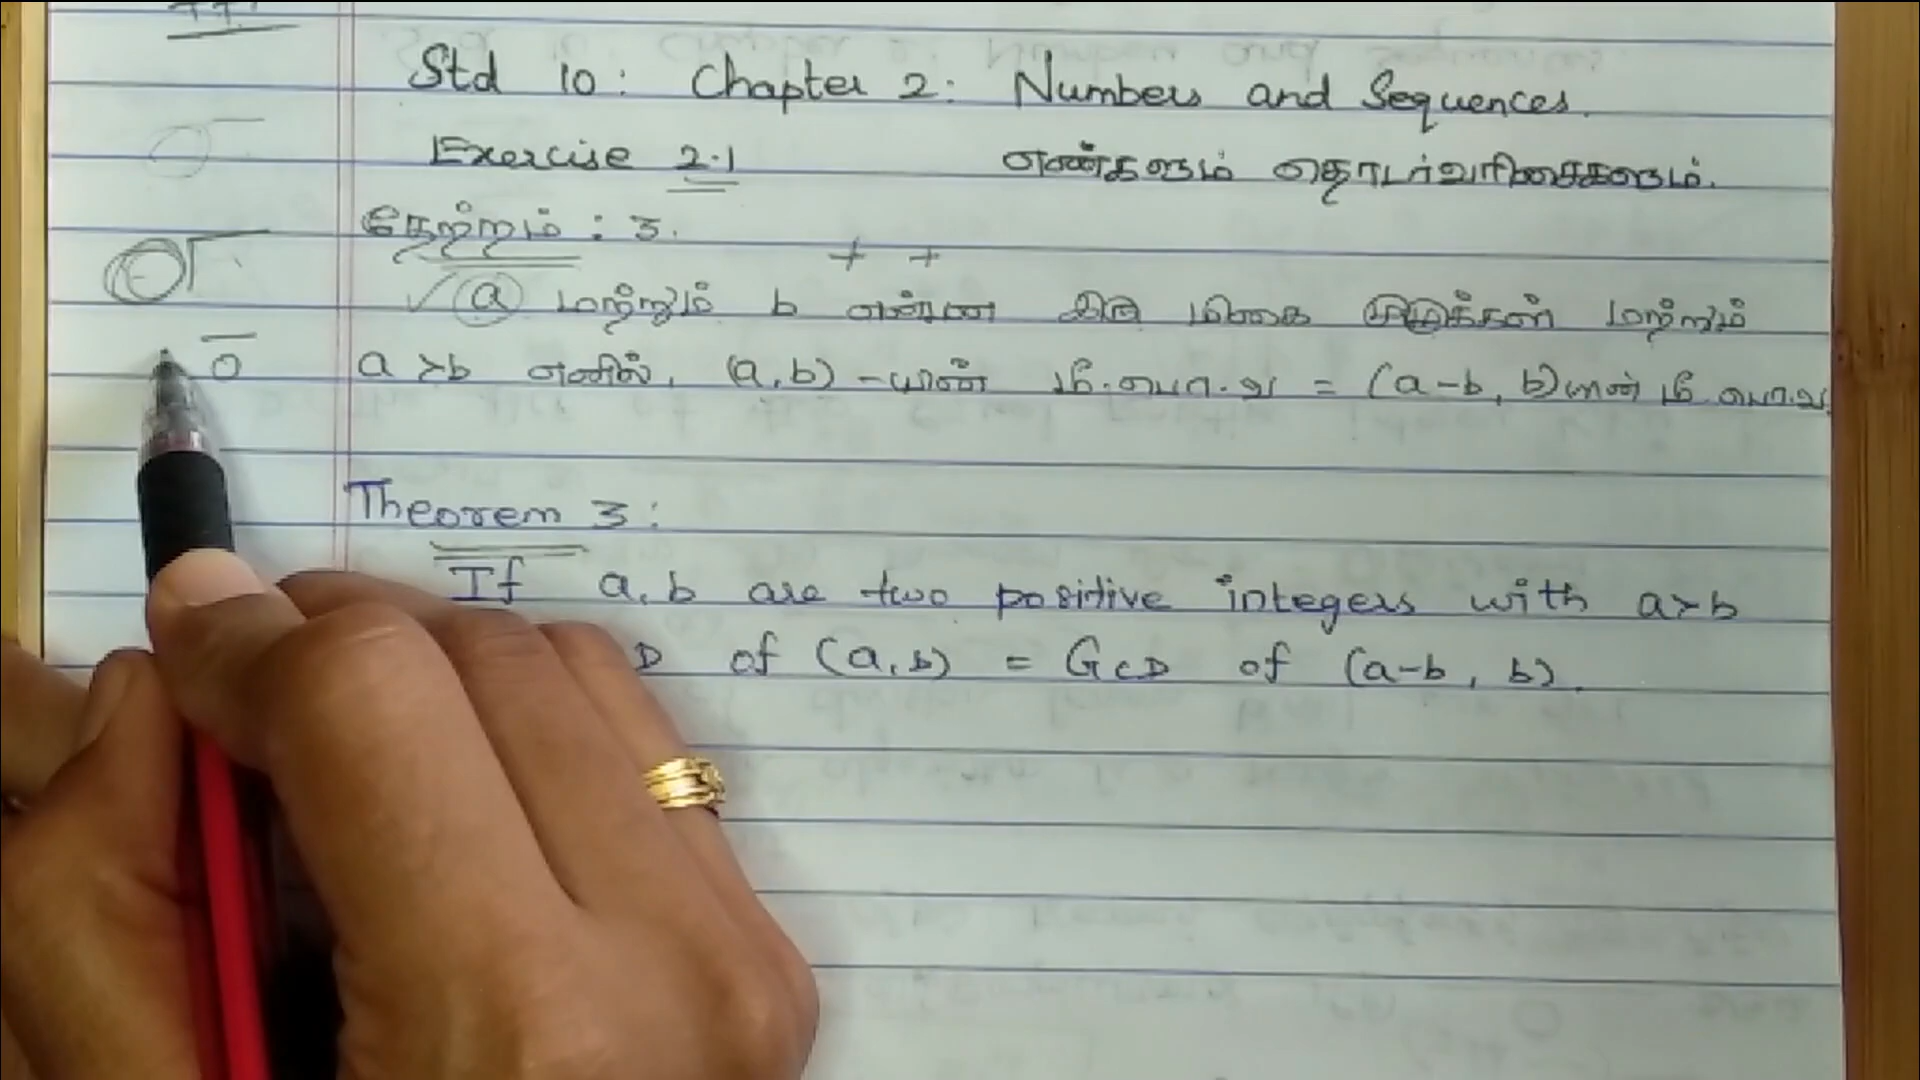 Std 10: Chapter 2: Numbers and Sequences.
Exercise 2.1 எண்களும் தொடர்வரிசைகளும்.
தேற்றம் : 3.
+ +
a மற்றும் b என்பன இரு மிகை முழுக்கள் மற்றும்
a > b எனில், (a, b) -யின் மீ.பொ.வ = (a-b, b)யின் மீ.பொ.வ.
0
Theorem 3:
If a, b are two positive integers with a > b
D of (a, b) = GCD of (a-b, b).